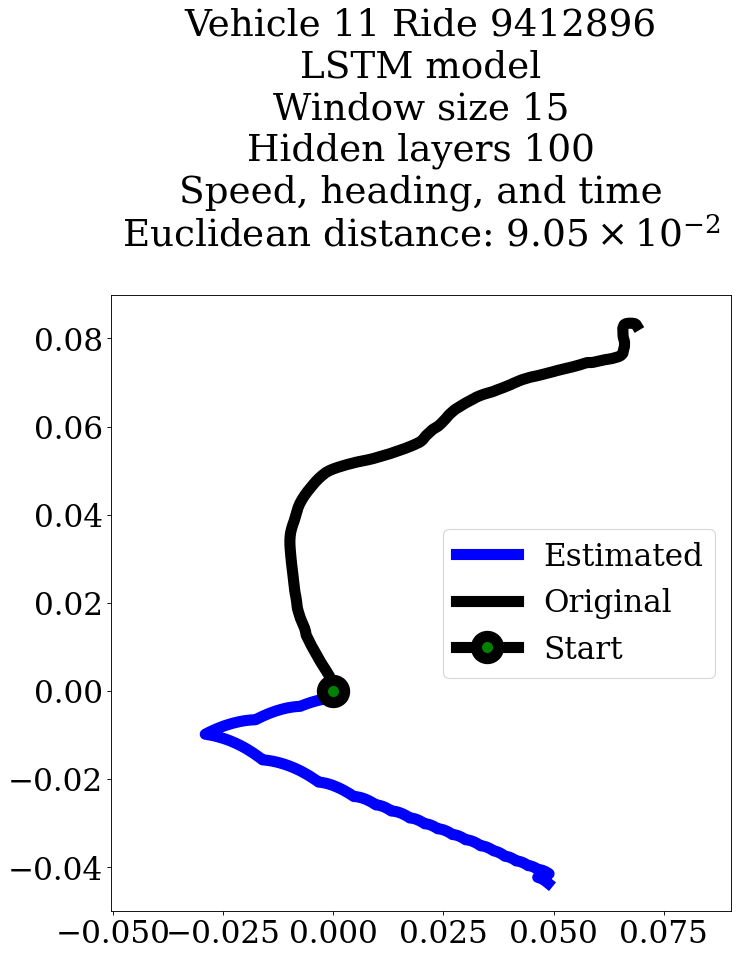 Vehicle 11 Ride 9412896
LSTM model
Window size 15
Hidden layers 100
Speed, heading, and time
Euclidean distance: 9.05 × 10⁻²
0.08
0.06
0.04
0.02
0.00
−0.02
−0.04
Estimated
Original
Start
−0.050 −0.025 0.000 0.025 0.050 0.075